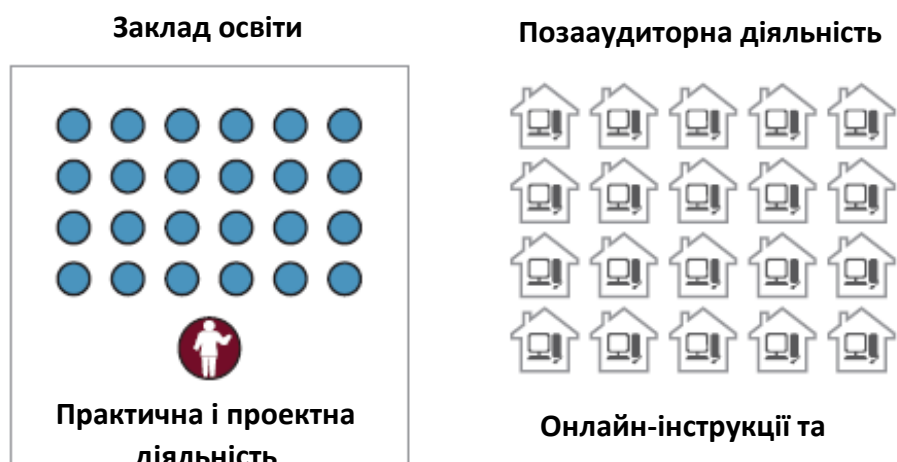 Заклад освіти
Позааудиторна діяльність
Практична і проектна
діяльність
Онлайн-інструкції та